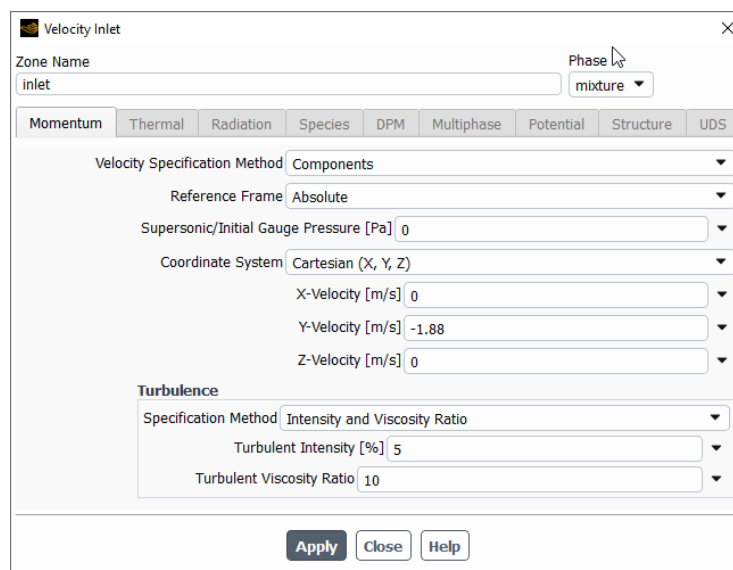 Velocity Inlet
Zone Name Phase
inlet mixture
Momentum Thermal Radiation Species DPM Multiphase Potential Structure UDS
Velocity Specification Method Components
Reference Frame Absolute
Supersonic/Initial Gauge Pressure [Pa] 0
Coordinate System Cartesian (X, Y, Z)
X-Velocity [m/s] 0
Y-Velocity [m/s] -1.88
Z-Velocity [m/s] 0
Turbulence
Specification Method Intensity and Viscosity Ratio
Turbulent Intensity [%] 5
Turbulent Viscosity Ratio 10
Apply Close Help